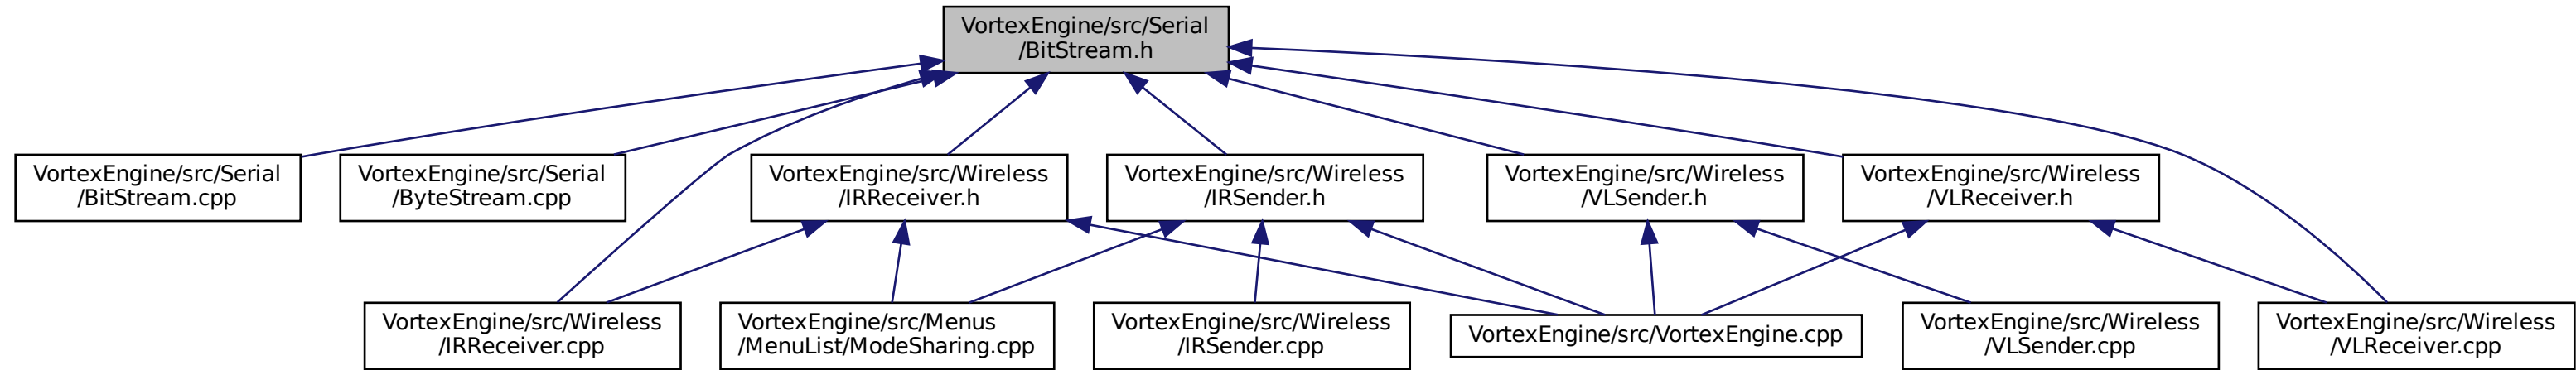 VortexEngine/src/Serial
/BitStream.h
VortexEngine/src/Serial
/BitStream.cpp
VortexEngine/src/Serial
/ByteStream.cpp
VortexEngine/src/Wireless
/IRReceiver.h
VortexEngine/src/Wireless
/IRSender.h
VortexEngine/src/Wireless
/VLSender.h
VortexEngine/src/Wireless
/VLReceiver.h
VortexEngine/src/Wireless
/IRReceiver.cpp
VortexEngine/src/Menus
/MenuList/ModeSharing.cpp
VortexEngine/src/Wireless
/IRSender.cpp
VortexEngine/src/VortexEngine.cpp
VortexEngine/src/Wireless
/VLSender.cpp
VortexEngine/src/Wireless
/VLReceiver.cpp